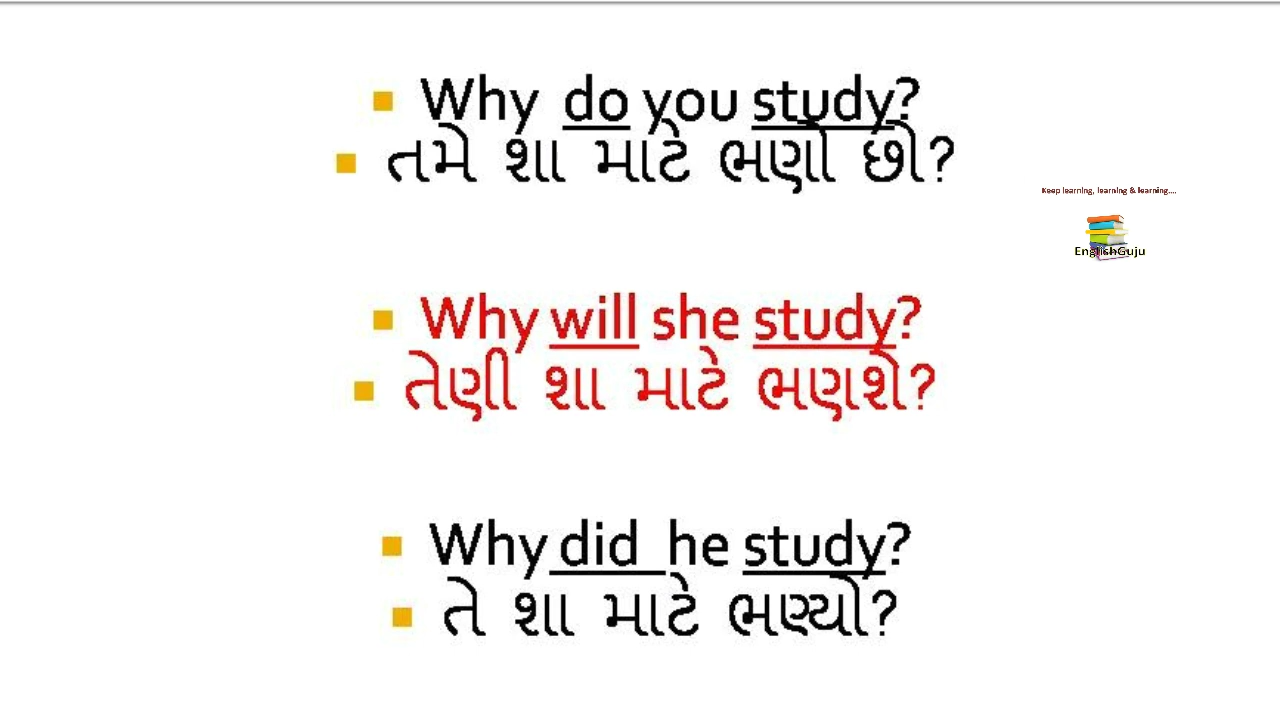 Why do you study?
તમે શા માટે ભણો છો?
Keep learning, learning & learning....
EnglishGuju
Why will she study?
તેણી શા માટે ભણશે?
Why did he study?
તે શા માટે ભણ્યો?